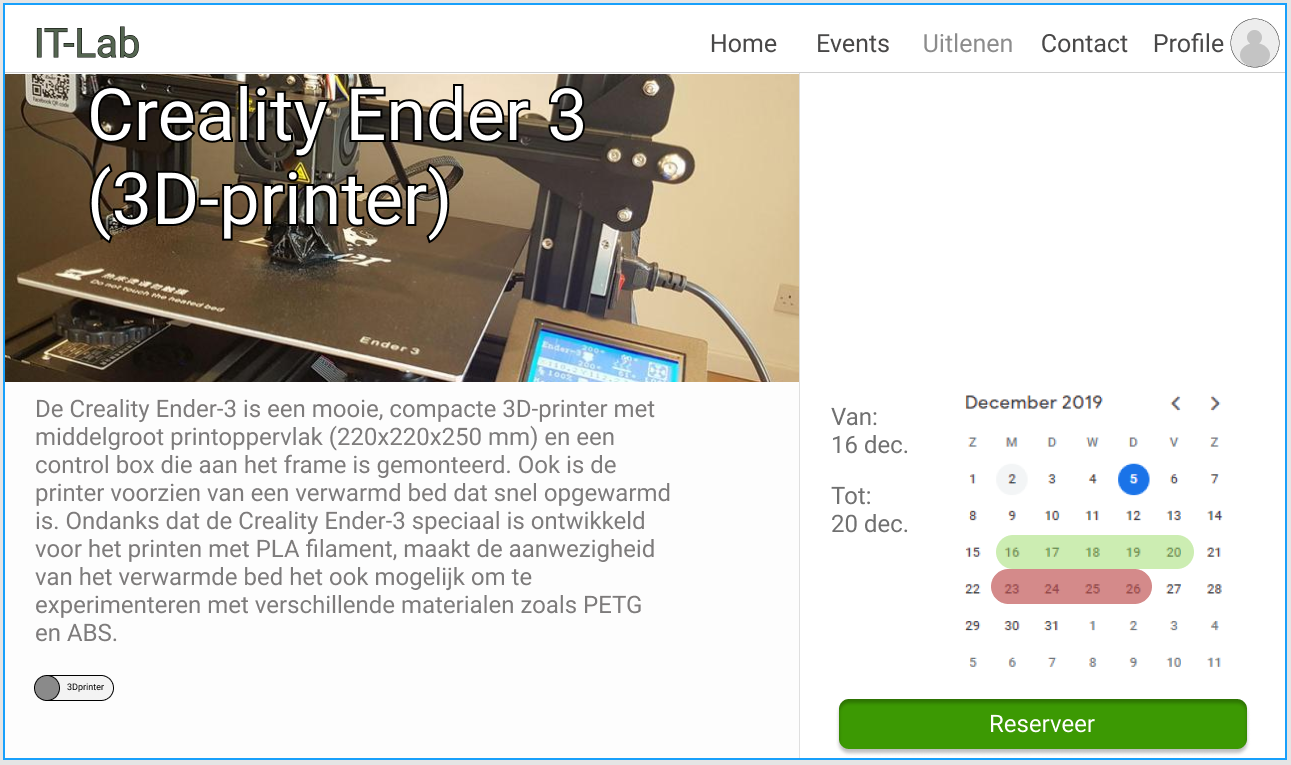 IT-Lab
Home Events Uitlenen Contact Profile
Facebook QR code
Creality Ender 3
(3D-printer)
Do not touch the heated bed
Ender 3
De Creality Ender-3 is een mooie, compacte 3D-printer met
middelgroot printoppervlak (220x220x250 mm) en een
control box die aan het frame is gemonteerd. Ook is de
printer voorzien van een verwarmd bed dat snel opgewarmd
is. Ondanks dat de Creality Ender-3 speciaal is ontwikkeld
voor het printen met PLA filament, maakt de aanwezigheid
van het verwarmde bed het ook mogelijk om te
experimenteren met verschillende materialen zoals PETG
en ABS.
3Dprinter
Van:
16 dec.
Tot:
20 dec.
December 2019
Z M D W D V Z
1 2 3 4 5 6 7
8 9 10 11 12 13 14
15 16 17 18 19 20 21
22 23 24 25 26 27 28
29 30 31 1 2 3 4
5 6 7 8 9 10 11
Reserveer